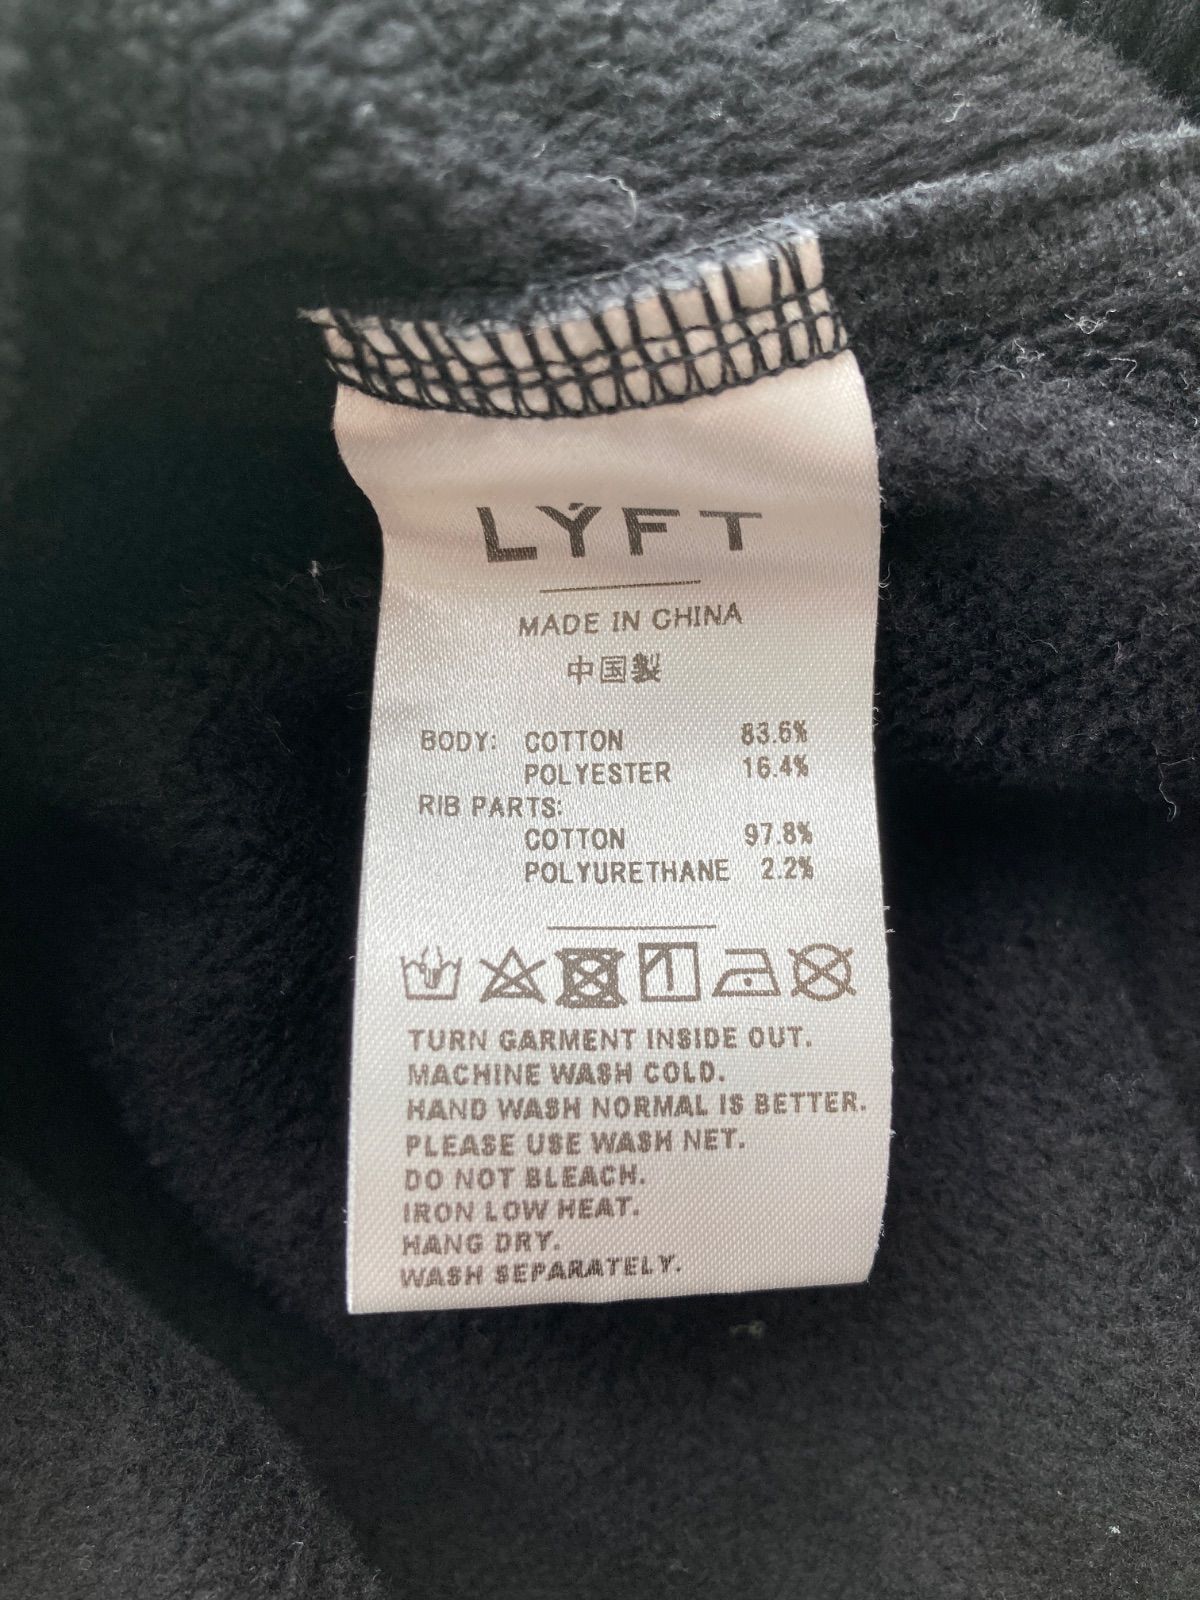 LÝFT
MADE IN CHINA
中国製
BODY: COTTON 83.6%
POLYESTER 16.4%
RIB PARTS:
COTTON 97.8%
POLYURETHANE 2.2%
TURN GARMENT INSIDE OUT.
MACHINE WASH COLD.
HAND WASH NORMAL IS BETTER.
PLEASE USE WASH NET.
DO NOT BLEACH.
IRON LOW HEAT.
HANG DRY.
WASH SEPARATELY.